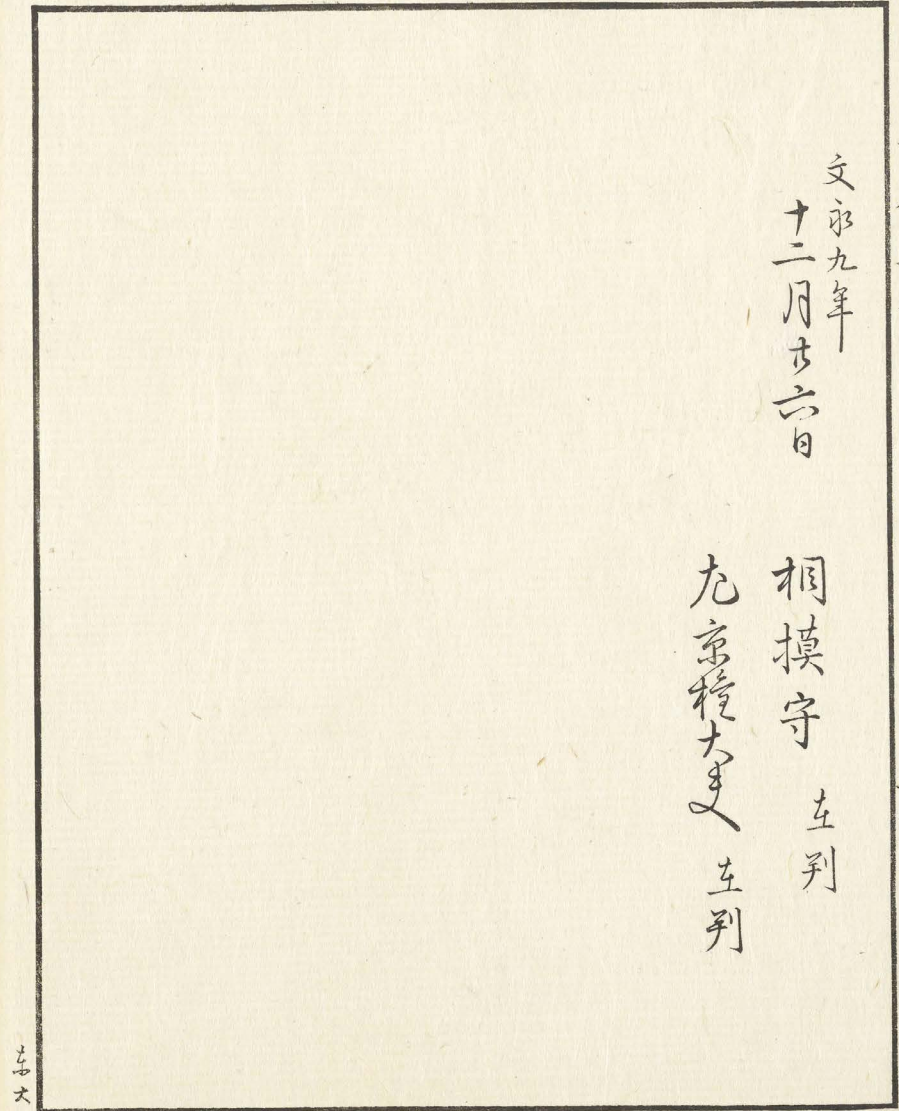 文永九年
十二月廿六日
相摸守 在判
左京権大夫 在判
東大